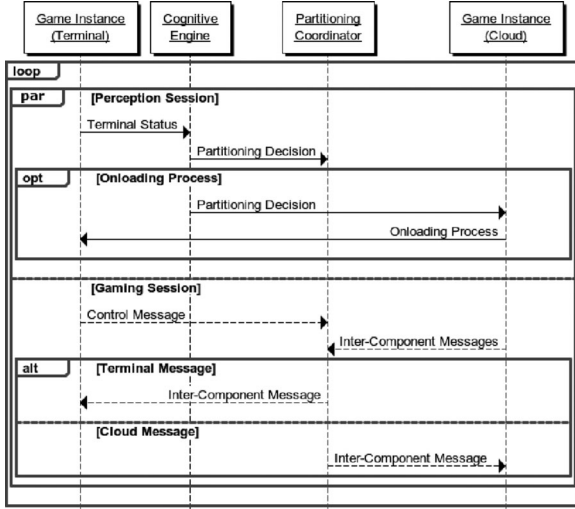 Game Instance
(Terminal)
Cognitive
Engine
Partitioning
Coordinator
Game Instance
(Cloud)
loop
par
[Perception Session]
Terminal Status
Partitioning Decision
opt
[Onloading Process]
Partitioning Decision
Onloading Process
[Gaming Session]
Control Message
Inter-Component Messages
alt
[Terminal Message]
Inter-Component Message
[Cloud Message]
Inter-Component Message